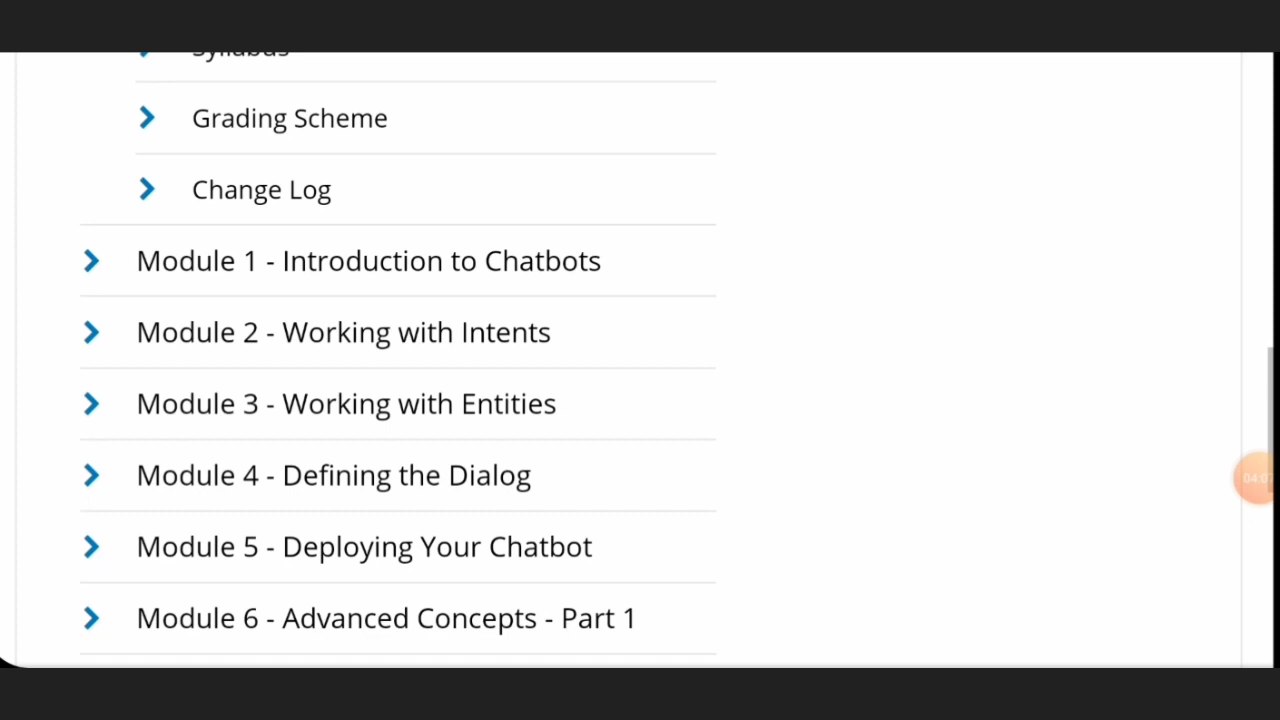 Syllabus
Grading Scheme
Change Log
Module 1 - Introduction to Chatbots
Module 2 - Working with Intents
Module 3 - Working with Entities
Module 4 - Defining the Dialog
Module 5 - Deploying Your Chatbot
Module 6 - Advanced Concepts - Part 1